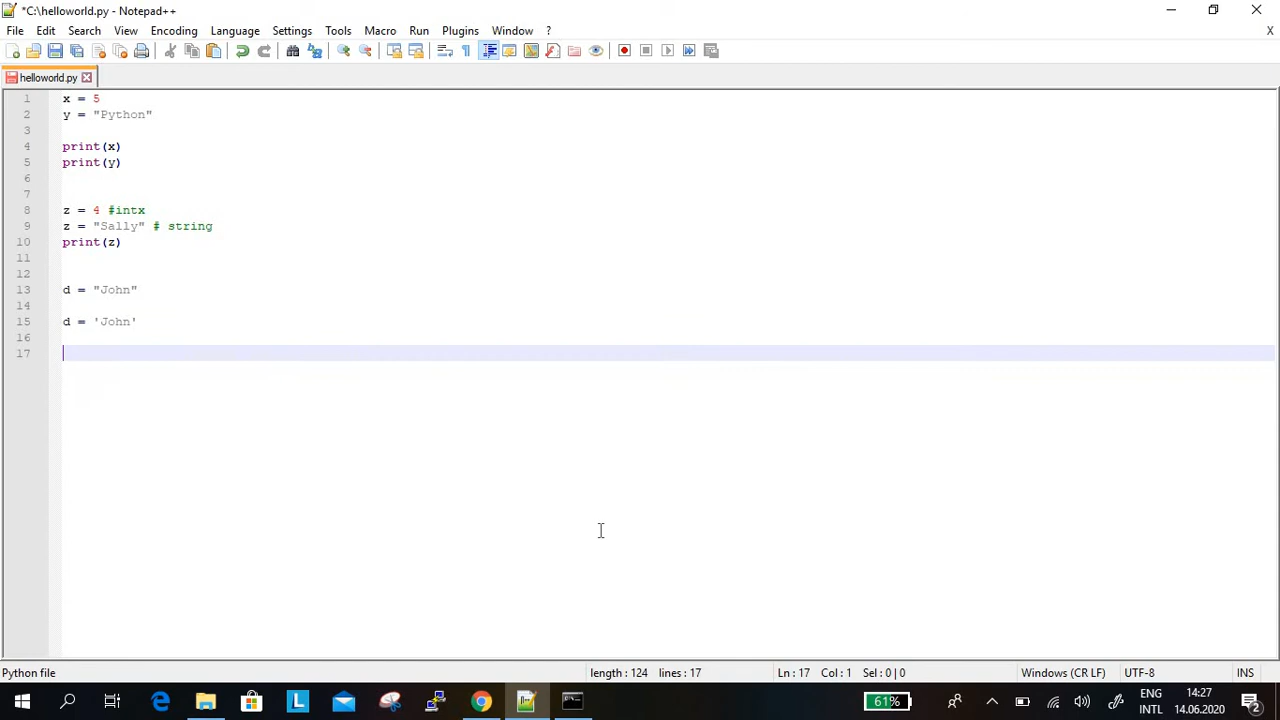 *C:\helloworld.py - Notepad++
File Edit Search View Encoding Language Settings Tools Macro Run Plugins Window ? X
helloworld.py
1 x = 5
2 y = "Python"
3
4 print(x)
5 print(y)
6
7
8 z = 4 #intx
9 z = "Sally" # string
10 print(z)
11
12
13 d = "John"
14
15 d = 'John'
16
17
Python file length : 124 lines : 17 Ln : 17 Col : 1 Sel : 0 | 0 Windows (CR LF) UTF-8 INS
L 61% ENG 14:27
INTL 14.06.2020 2